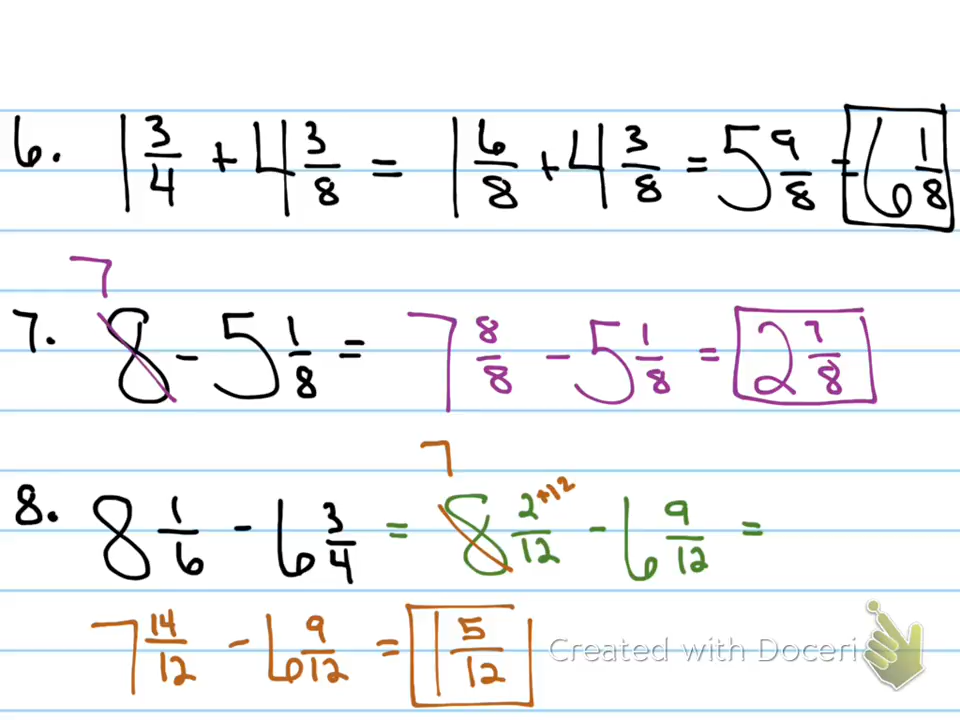 6. 1 3/4 + 4 3/8 = 1 6/8 + 4 3/8 = 5 9/8 = 6 1/8
7
7. 8 - 5 1/8 = 7 8/8 - 5 1/8 = 2 7/8
7
8. 8 1/6 - 6 3/4 = 8 2+12/12 - 6 9/12 =
7 14/12 - 6 9/12 = 1 5/12
Created with Doceri